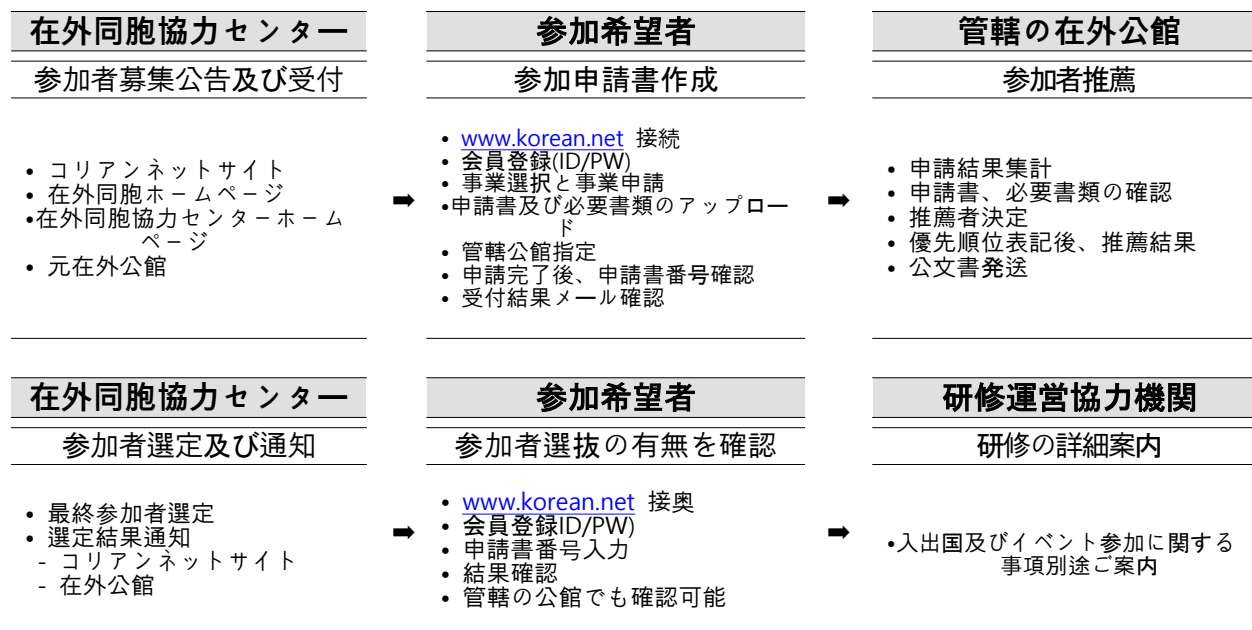 在外同胞協力センター
参加者募集公告及び受付
• コリアンネットサイト
• 在外同胞ホームページ
•在外同胞協力センターホーム
ページ
• 元在外公館
➡
参加希望者
参加申請書作成
• www.korean.net 接続
• 会員登録(ID/PW)
• 事業選択と事業申請
•申請書及び必要書類のアップロー
ド
• 管轄公館指定
• 申請完了後、申請書番号確認
• 受付結果メール確認
➡
管轄の在外公館
参加者推薦
• 申請結果集計
• 申請書、必要書類の確認
• 推薦者決定
• 優先順位表記後、推薦結果
• 公文書発送
在外同胞協力センター
参加者選定及び通知
• 最終参加者選定
• 選定結果通知
- コリアンネットサイト
- 在外公館
➡
参加希望者
参加者選抜の有無を確認
• www.korean.net 接奥
• 会員登録ID/PW)
• 申請書番号入力
• 結果確認
• 管轄の公館でも確認可能
➡
研修運営協力機関
研修の詳細案内
•入出国及びイベント参加に関する
事項別途ご案内